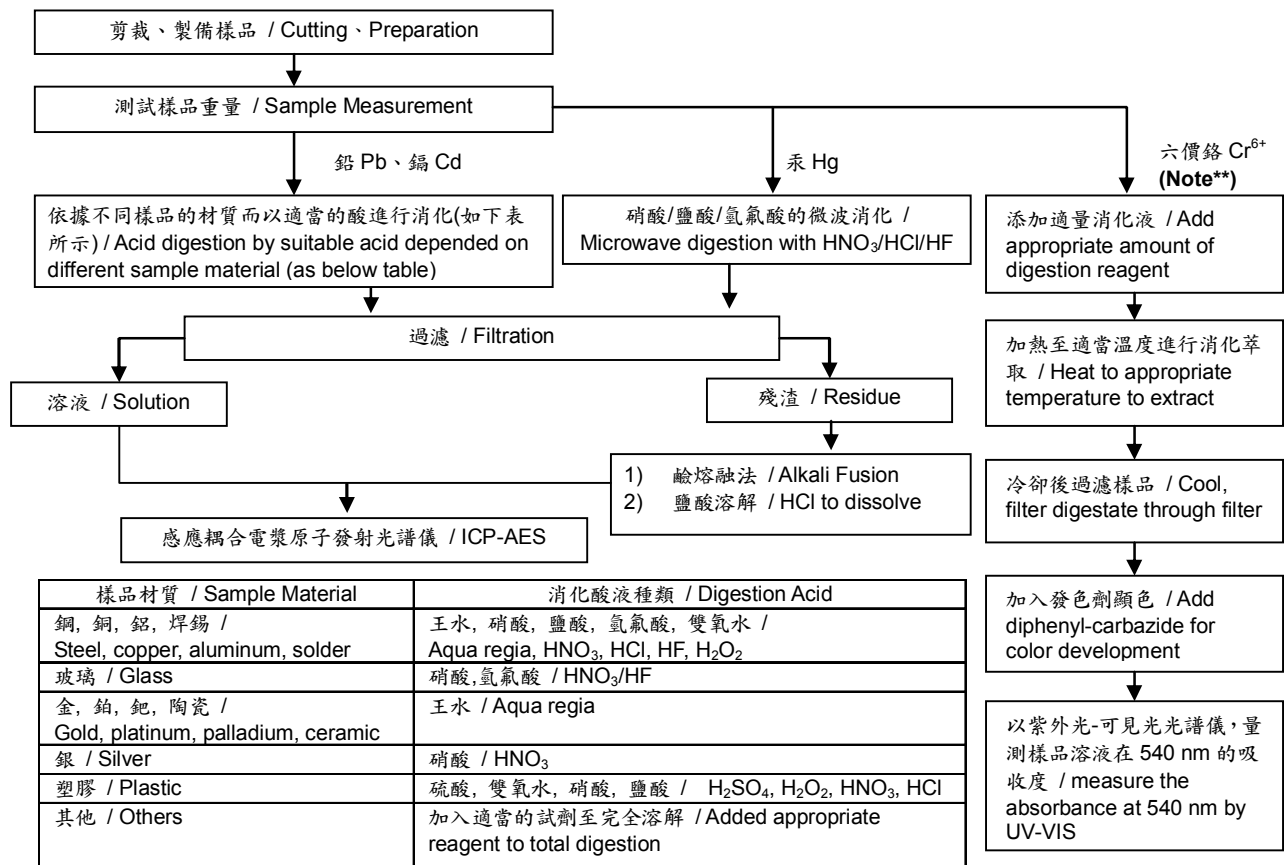 剪裁、製備樣品 / Cutting、Preparation
測試樣品重量 / Sample Measurement
鉛 Pb、鎘 Cd
汞 Hg
六價鉻 Cr⁶⁺
(Note**)
依據不同樣品的材質而以適當的酸進行消化(如下表
所示) / Acid digestion by suitable acid depended on
different sample material (as below table)
硝酸/鹽酸/氫氟酸的微波消化 /
Microwave digestion with HNO₃/HCl/HF
添加適量消化液 / Add
appropriate amount of
digestion reagent
過濾 / Filtration
加熱至適當溫度進行消化萃
取 / Heat to appropriate
temperature to extract
溶液 / Solution
殘渣 / Residue
1) 鹼熔融法 / Alkali Fusion
2) 鹽酸溶解 / HCl to dissolve
冷卻後過濾樣品 / Cool,
filter digestate through filter
感應耦合電漿原子發射光譜儀 / ICP-AES
加入發色劑顯色 / Add
diphenyl-carbazide for
color development
以紫外光-可見光光譜儀,量
測樣品溶液在 540 nm 的吸
收度 / measure the
absorbance at 540 nm by
UV-VIS
樣品材質 / Sample Material
消化酸液種類 / Digestion Acid
鋼, 銅, 鋁, 焊錫 /
Steel, copper, aluminum, solder
王水, 硝酸, 鹽酸, 氫氟酸, 雙氧水 /
Aqua regia, HNO₃, HCl, HF, H₂O₂
玻璃 / Glass
硝酸,氫氟酸 / HNO₃/HF
金, 鉑, 鈀, 陶瓷 /
Gold, platinum, palladium, ceramic
王水 / Aqua regia
銀 / Silver
硝酸 / HNO₃
塑膠 / Plastic
硫酸, 雙氧水, 硝酸, 鹽酸 / H₂SO₄, H₂O₂, HNO₃, HCl
其他 / Others
加入適當的試劑至完全溶解 / Added appropriate
reagent to total digestion